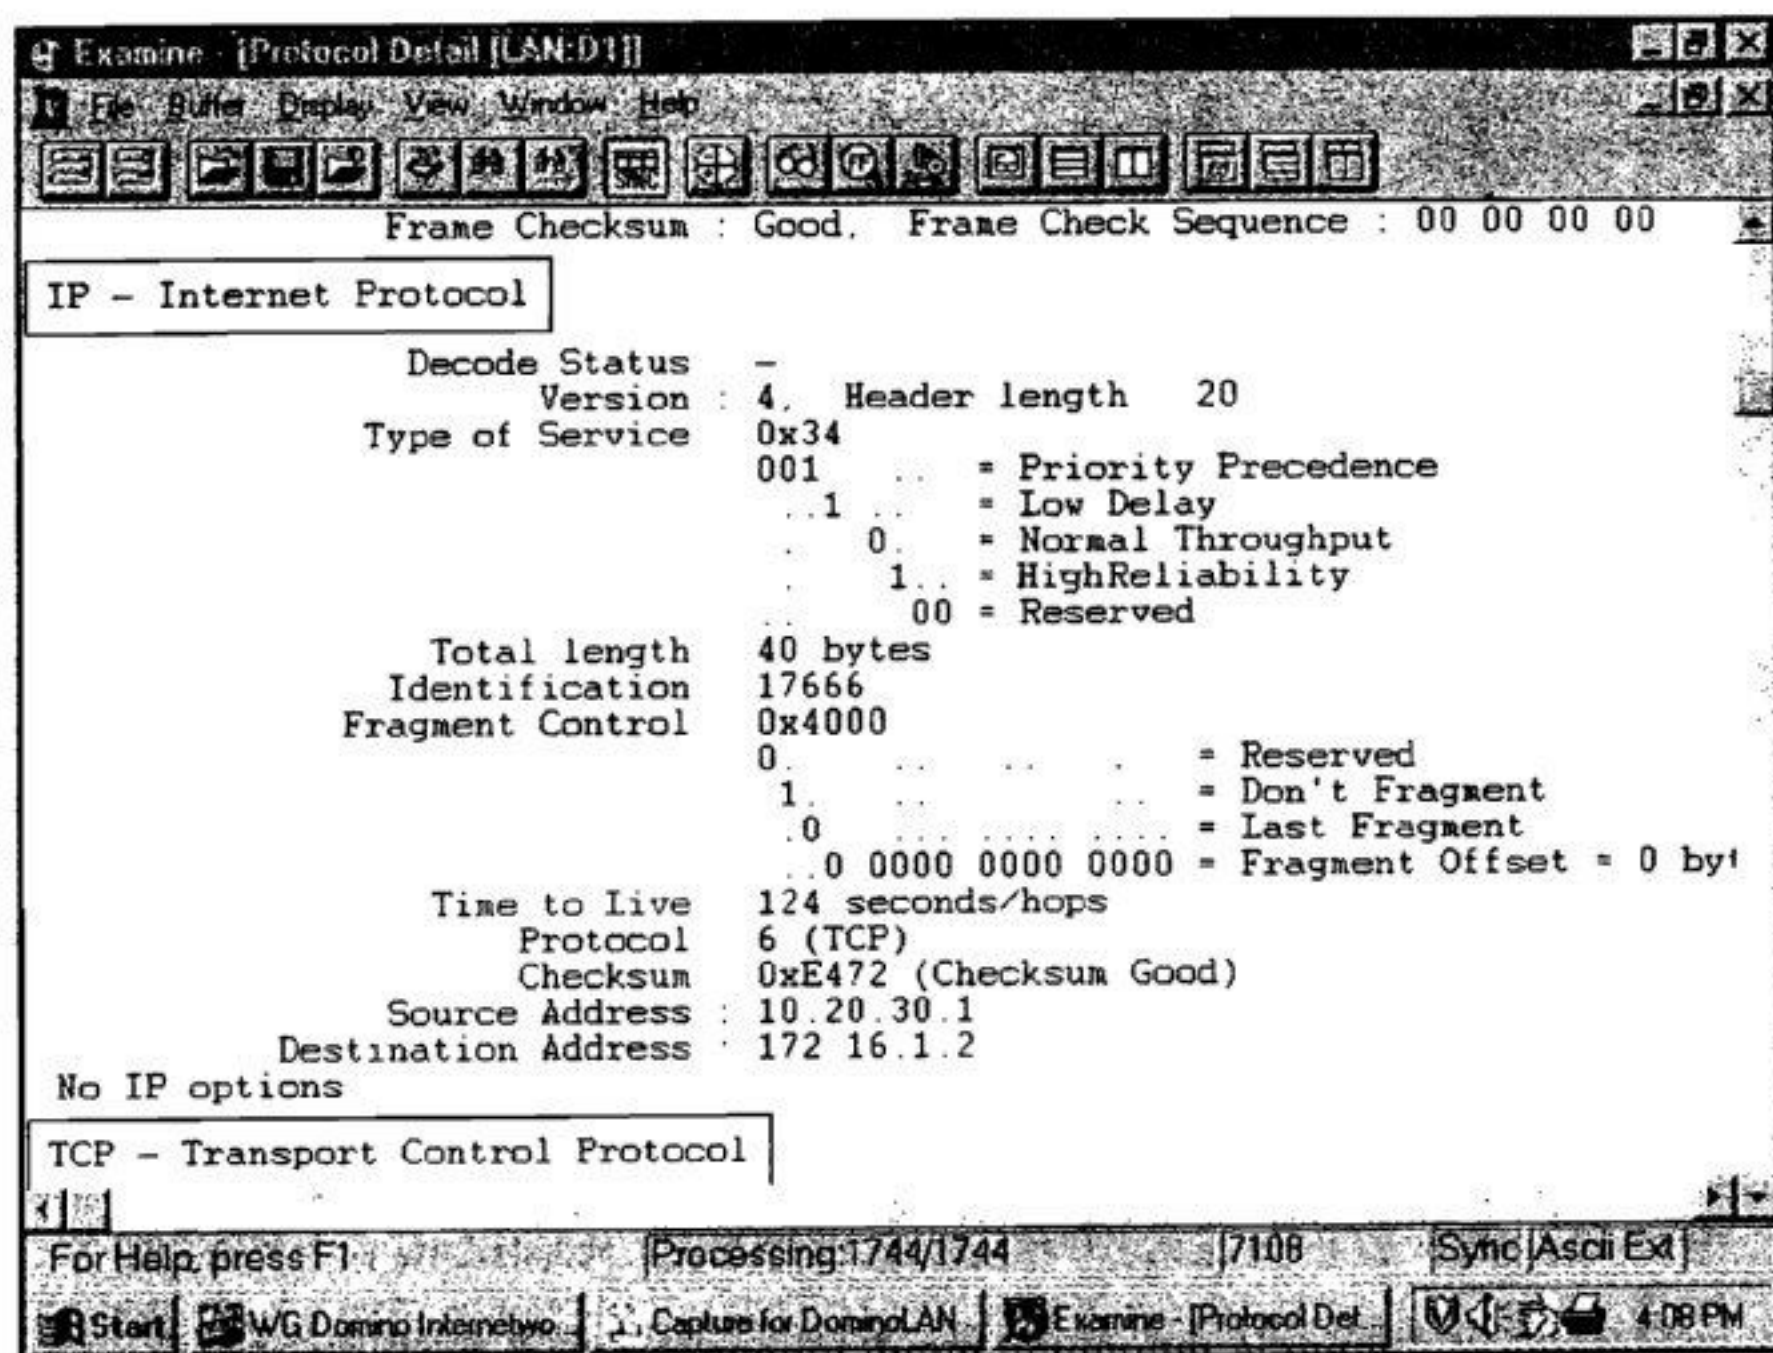 Examine - [Protocol Detail [LAN:D1]]
File Buffer Display View Window Help
Frame Checksum : Good. Frame Check Sequence : 00 00 00 00
IP - Internet Protocol
Decode Status -
Version : 4. Header length 20
Type of Service 0x34
001 .. = Priority Precedence
..1 .. = Low Delay
. 0. = Normal Throughput
. 1.. = HighReliability
.. 00 = Reserved
Total length 40 bytes
Identification 17666
Fragment Control 0x4000
0. .. .. . = Reserved
1. .. .. = Don't Fragment
.0 ... .... .... = Last Fragment
..0 0000 0000 0000 = Fragment Offset = 0 byt
Time to Live 124 seconds/hops
Protocol 6 (TCP)
Checksum 0xE472 (Checksum Good)
Source Address : 10.20.30.1
Destination Address : 172 16.1.2
No IP options
TCP - Transport Control Protocol
For Help, press F1 Processing:1744/1744 7108 Sync Ascii Ext
Start WG Domino Internetwo... Capture for DominoLAN Examine - [Protocol Det... 4:08 PM